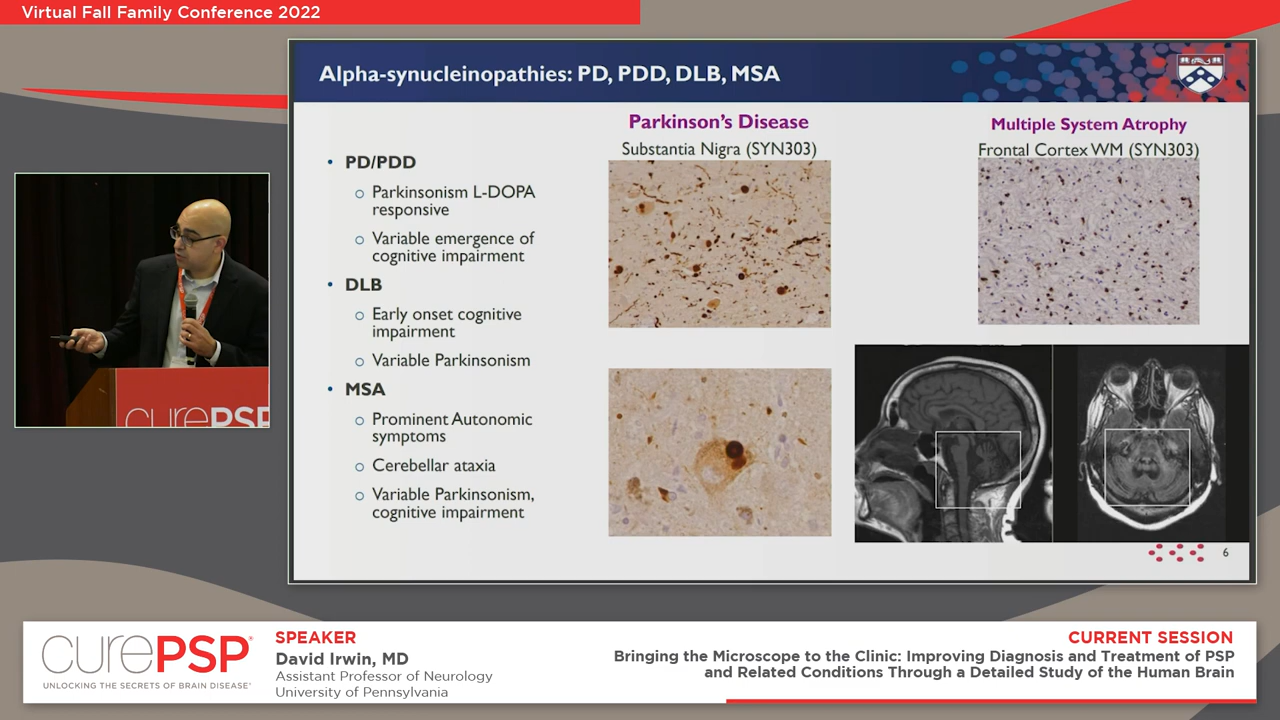 Virtual Fall Family Conference 2022
Alpha-synucleinopathies: PD, PDD, DLB, MSA
• PD/PDD
o Parkinsonism L-DOPA
responsive
o Variable emergence of
cognitive impairment
• DLB
o Early onset cognitive
impairment
o Variable Parkinsonism
• MSA
o Prominent Autonomic
symptoms
o Cerebellar ataxia
o Variable Parkinsonism,
cognitive impairment
Parkinson's Disease
Substantia Nigra (SYN303)
Multiple System Atrophy
Frontal Cortex WM (SYN303)
6
curePSP
curePSP®
UNLOCKING THE SECRETS OF BRAIN DISEASE®
SPEAKER
David Irwin, MD
Assistant Professor of Neurology
University of Pennsylvania
CURRENT SESSION
Bringing the Microscope to the Clinic: Improving Diagnosis and Treatment of PSP
and Related Conditions Through a Detailed Study of the Human Brain